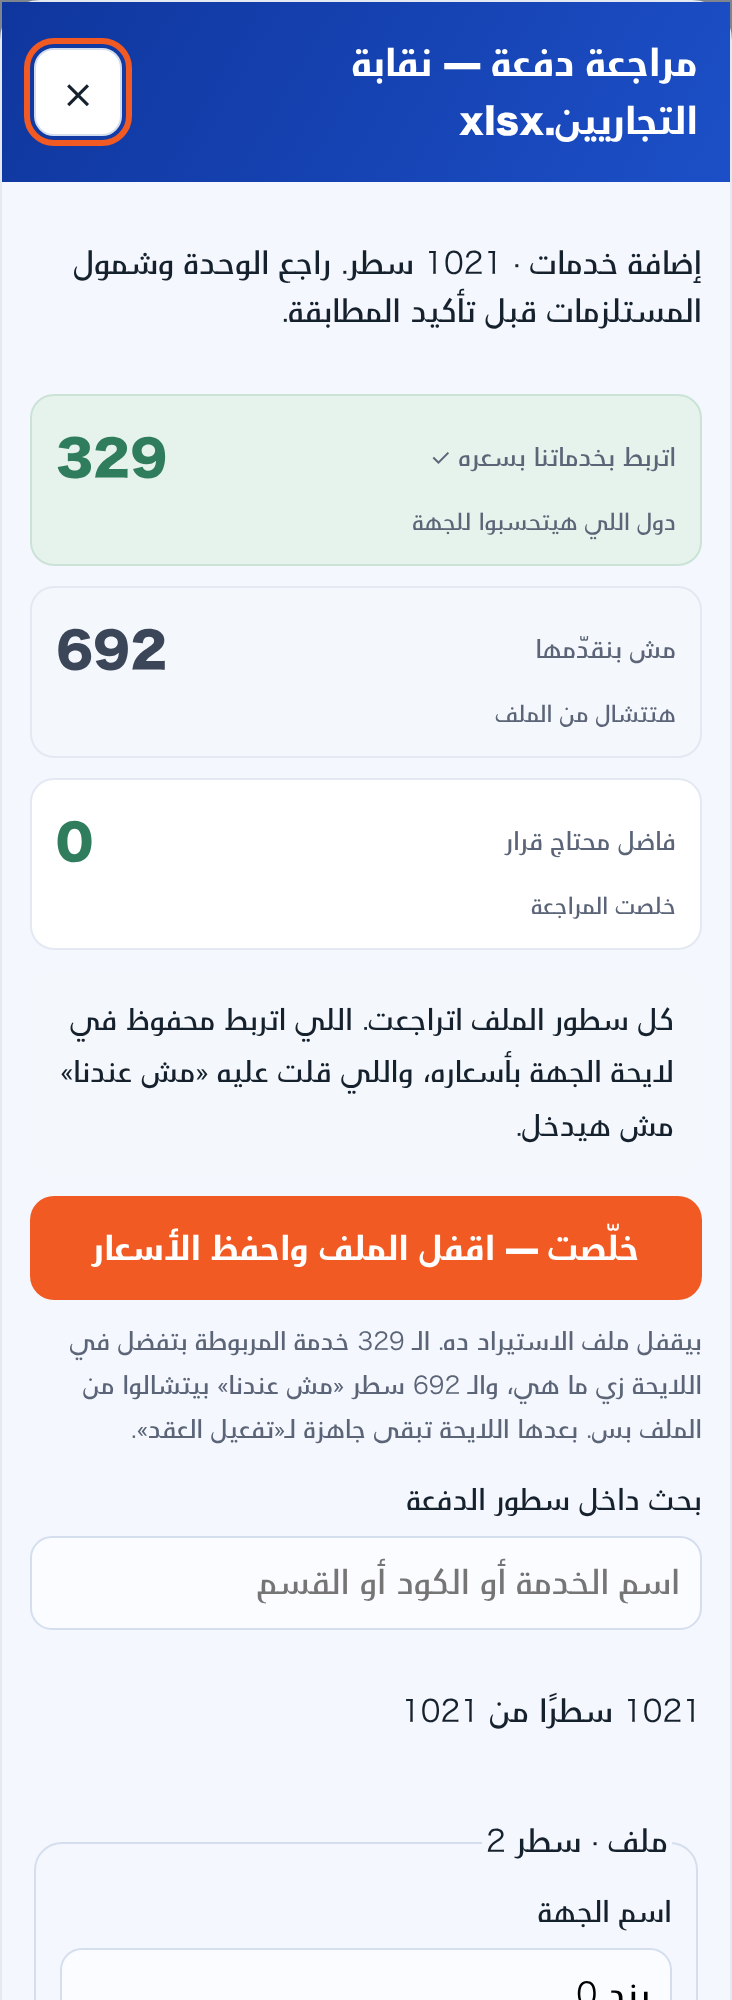 مراجعة دفعة — نقابة
التجاريين.xlsx
×
إضافة خدمات · 1021 سطر. راجع الوحدة وشمول
المستلزمات قبل تأكيد المطابقة.
اتربط بخدماتنا بسعره ✓
329
دول اللي هيتحسبوا للجهة
مش بنقدّمها
692
هتتشال من الملف
فاضل محتاج قرار
0
خلصت المراجعة
كل سطور الملف اتراجعت. اللي اتربط محفوظ في
لايحة الجهة بأسعاره، واللي قلت عليه «مش عندنا»
مش هيدخل.
خلّصت — اقفل الملف واحفظ الأسعار
بيقفل ملف الاستيراد ده. الـ 329 خدمة المربوطة بتفضل في
اللايحة زي ما هي، والـ 692 سطر «مش عندنا» بيتشالوا من
الملف بس. بعدها اللايحة تبقى جاهزة لـ«تفعيل العقد».
بحث داخل سطور الدفعة
اسم الخدمة أو الكود أو القسم
1021 سطرًا من 1021
ملف · سطر 2
اسم الجهة
بند 0